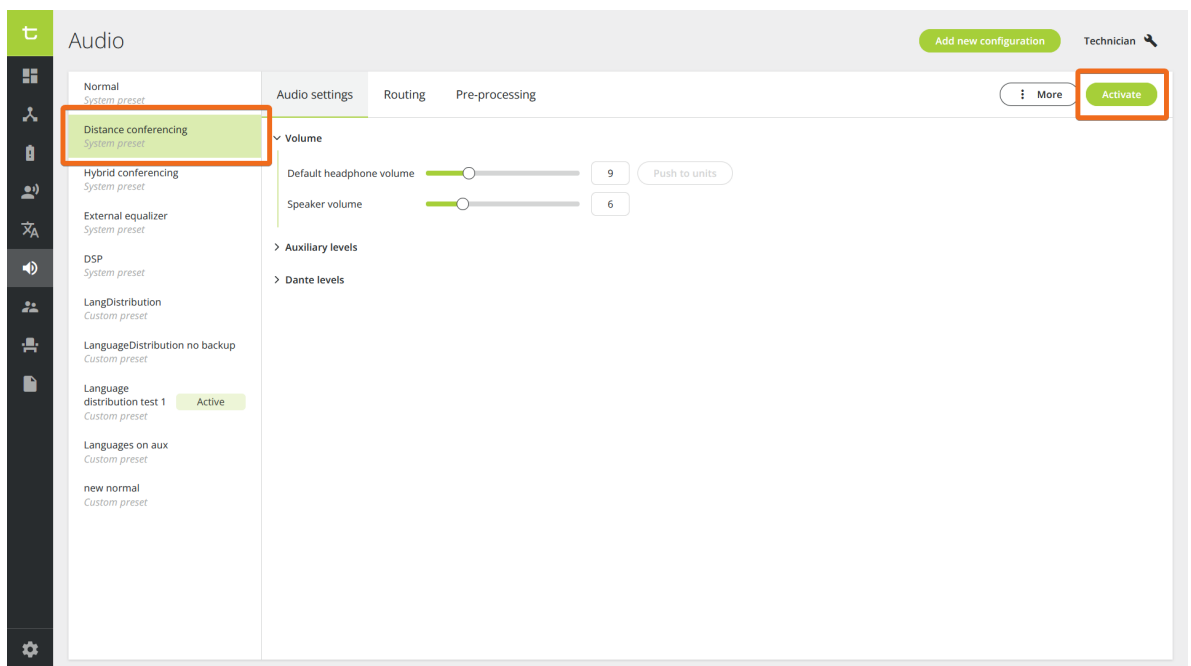 Audio
Add new configuration
Technician
Normal
System preset
Distance conferencing
System preset
Hybrid conferencing
System preset
External equalizer
System preset
DSP
System preset
LangDistribution
Custom preset
LanguageDistribution no backup
Custom preset
Language
distribution test 1 Active
Custom preset
Languages on aux
Custom preset
new normal
Custom preset
Audio settings Routing Pre-processing More Activate
Volume
Default headphone volume 9 Push to units
Speaker volume 6
Auxiliary levels
Dante levels